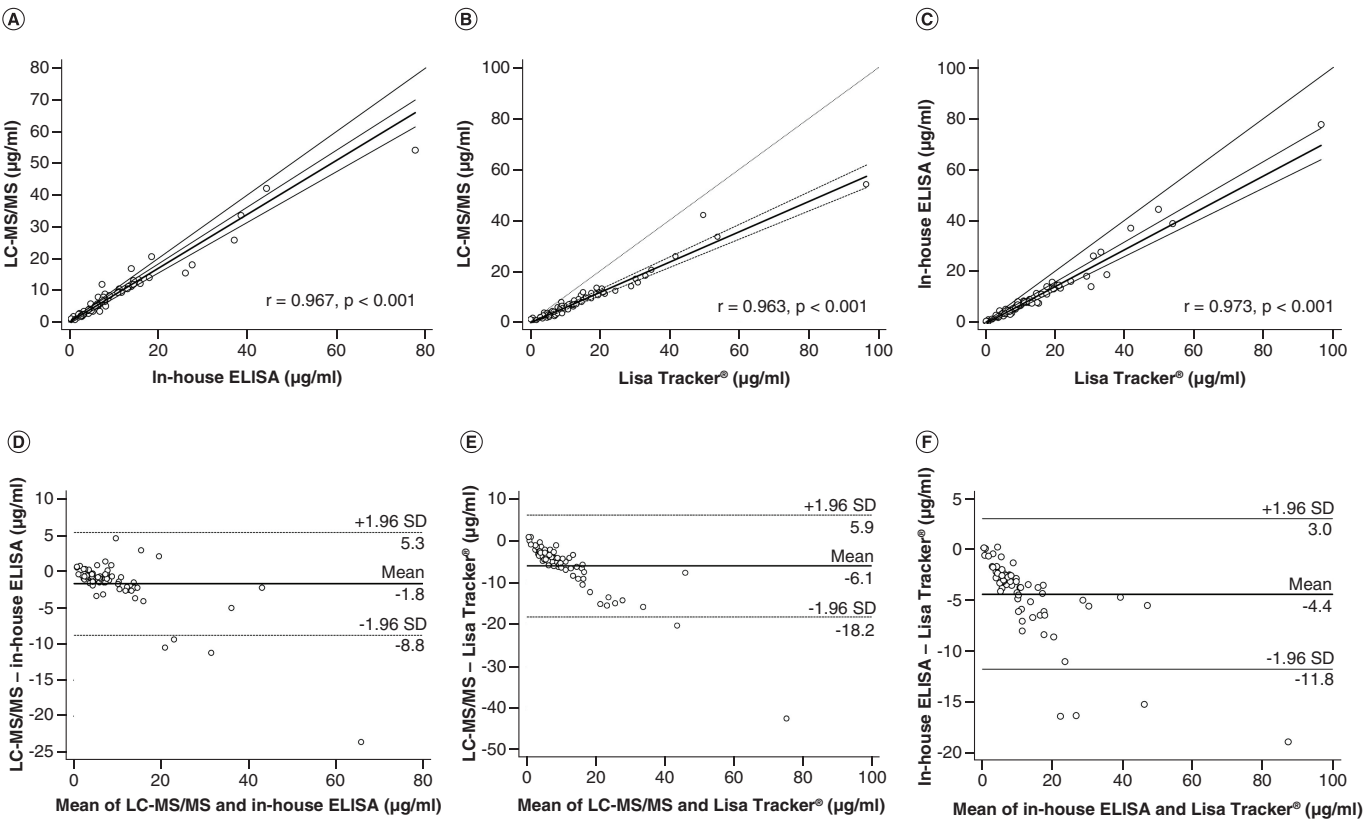 A
LC-MS/MS (µg/ml)
80
70
60
50
40
30
20
10
0
r = 0.967, p < 0.001
0 20 40 60 80
In-house ELISA (µg/ml)
B
LC-MS/MS (µg/ml)
100
80
60
40
20
0
r = 0.963, p < 0.001
0 20 40 60 80 100
Lisa Tracker® (µg/ml)
C
In-house ELISA (µg/ml)
100
80
60
40
20
0
r = 0.973, p < 0.001
0 20 40 60 80 100
Lisa Tracker® (µg/ml)
D
LC-MS/MS – in-house ELISA (µg/ml)
10
5
0
-5
-10
-15
-20
-25
+1.96 SD
5.3
Mean
-1.8
-1.96 SD
-8.8
0 20 40 60 80
Mean of LC-MS/MS and in-house ELISA (µg/ml)
E
LC-MS/MS – Lisa Tracker® (µg/ml)
10
0
-10
-20
-30
-40
-50
+1.96 SD
5.9
Mean
-6.1
-1.96 SD
-18.2
0 20 40 60 80 100
Mean of LC-MS/MS and Lisa Tracker® (µg/ml)
F
In-house ELISA – Lisa Tracker® (µg/ml)
5
0
-5
-10
-15
-20
+1.96 SD
3.0
Mean
-4.4
-1.96 SD
-11.8
0 20 40 60 80 100
Mean of in-house ELISA and Lisa Tracker® (µg/ml)